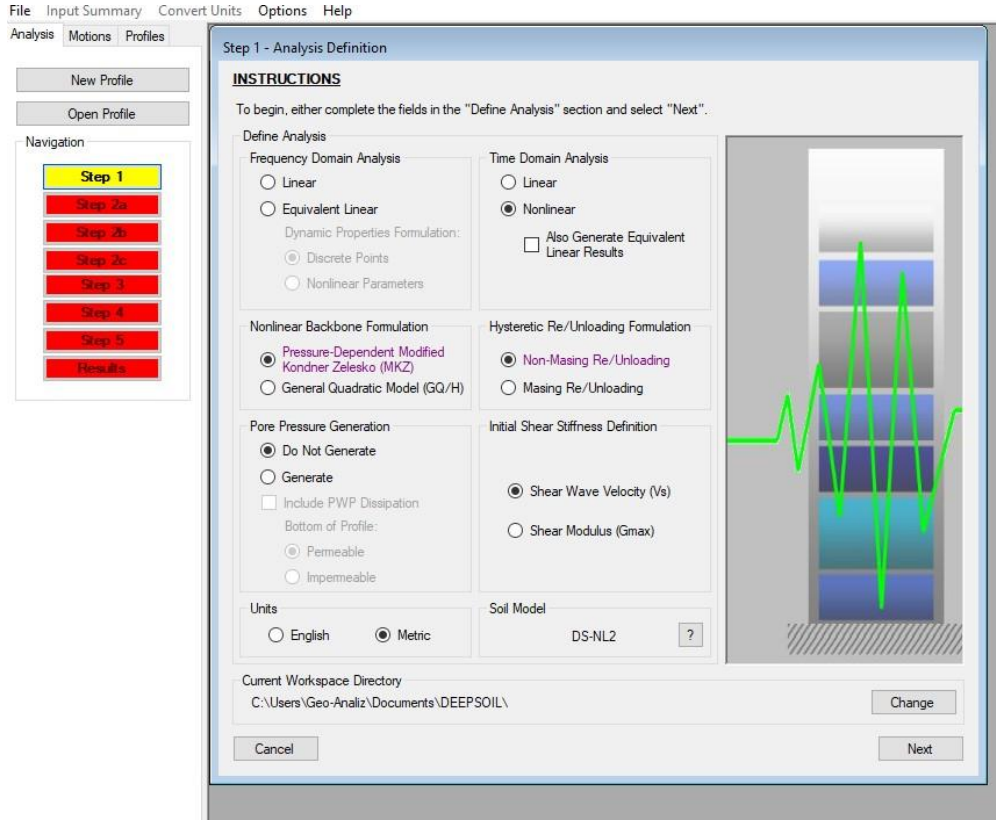 File Input Summary Convert Units Options Help
Analysis Motions Profiles
New Profile
Open Profile
Navigation
Step 1
Step 2a
Step 2b
Step 2c
Step 3
Step 4
Step 5
Results
Step 1 - Analysis Definition
INSTRUCTIONS
To begin, either complete the fields in the "Define Analysis" section and select "Next".
Define Analysis
Frequency Domain Analysis
Linear
Equivalent Linear
Dynamic Properties Formulation:
Discrete Points
Nonlinear Parameters
Time Domain Analysis
Linear
Nonlinear
Also Generate Equivalent
Linear Results
Nonlinear Backbone Formulation
Pressure-Dependent Modified
Kondner Zelesko (MKZ)
General Quadratic Model (GQ/H)
Hysteretic Re/Unloading Formulation
Non-Masing Re/Unloading
Masing Re/Unloading
Pore Pressure Generation
Do Not Generate
Generate
Include PWP Dissipation
Bottom of Profile:
Permeable
Impermeable
Initial Shear Stiffness Definition
Shear Wave Velocity (Vs)
Shear Modulus (Gmax)
Units
English Metric
Soil Model
DS-NL2 ?
Current Workspace Directory
C:\Users\Geo-Analiz\Documents\DEEPSOIL\
Change
Cancel
Next